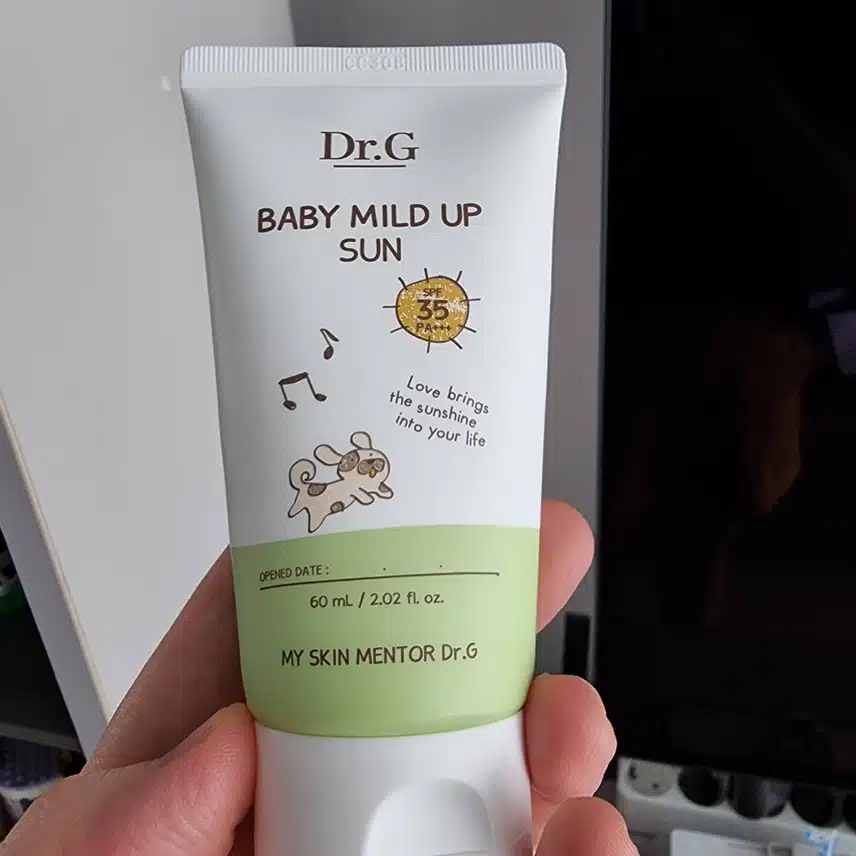 Dr.G
BABY MILD UP
SUN
SPF
35
PA+++
Love brings
the sunshine
into your life
OPENED DATE : . .
60 mL / 2.02 fl. oz.
MY SKIN MENTOR Dr.G